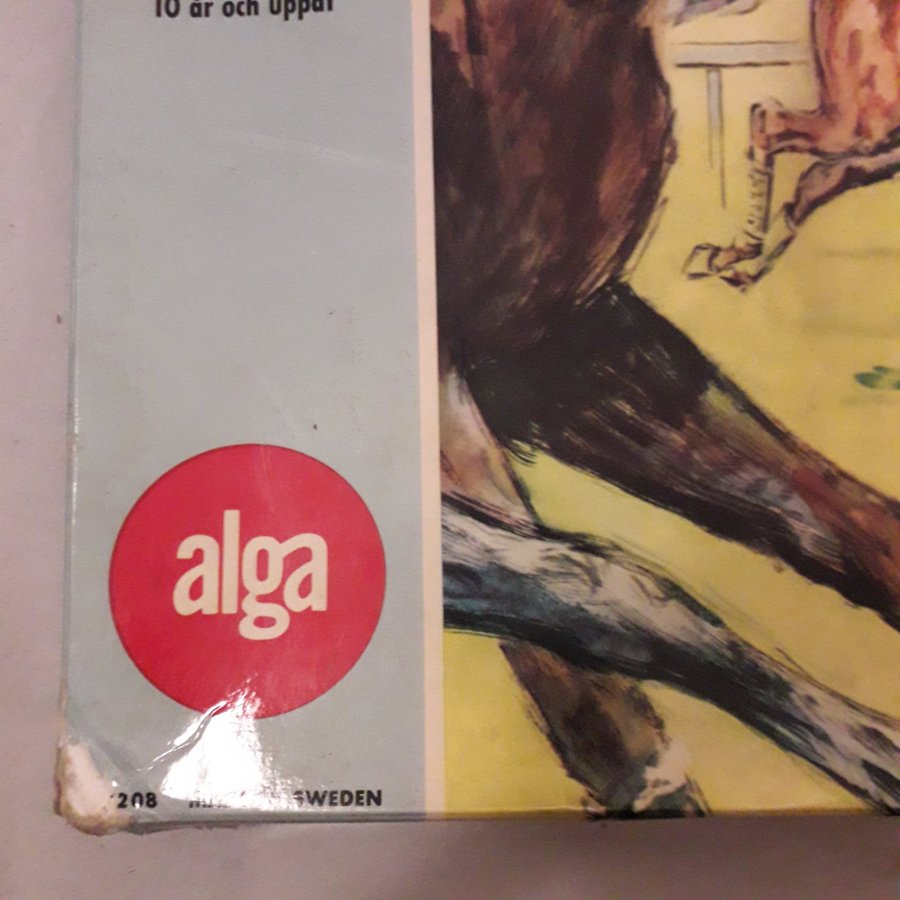 10 år och uppåt
alga
208 SWEDEN